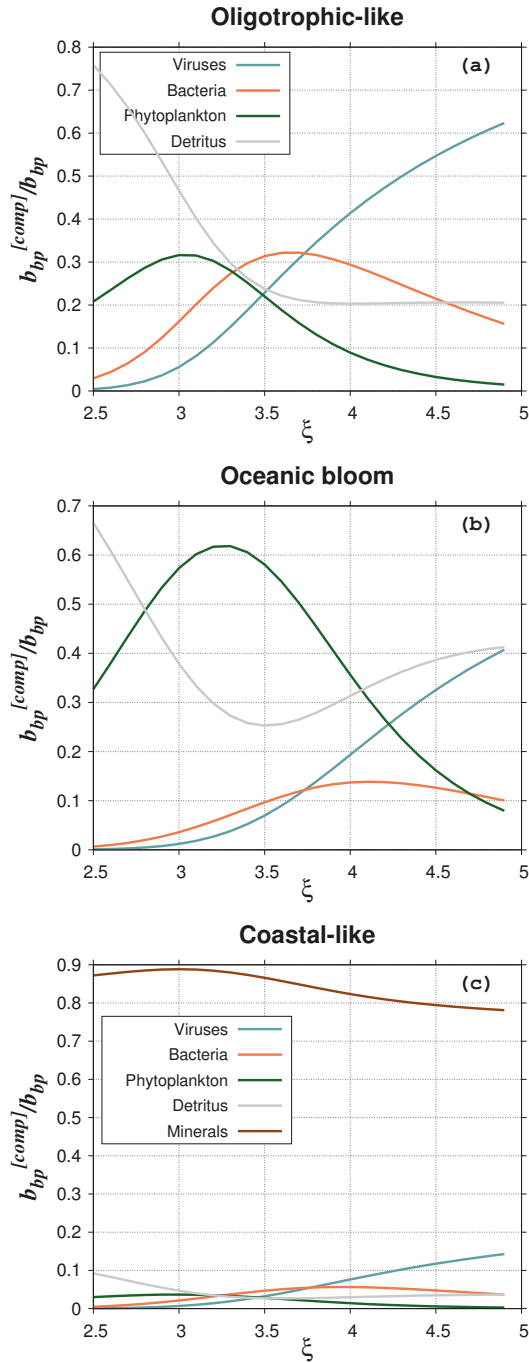 Oligotrophic-like
(a)
Viruses
Bacteria
Phytoplankton
Detritus
0.8
0.7
0.6
0.5
0.4
0.3
0.2
0.1
0
b_bp^[comp]/b_bp
2.5 3 3.5 4 4.5 5
ξ
Oceanic bloom
(b)
0.7
0.6
0.5
0.4
0.3
0.2
0.1
0
b_bp^[comp]/b_bp
2.5 3 3.5 4 4.5 5
ξ
Coastal-like
(c)
Viruses
Bacteria
Phytoplankton
Detritus
Minerals
0.9
0.8
0.7
0.6
0.5
0.4
0.3
0.2
0.1
0
b_bp^[comp]/b_bp
2.5 3 3.5 4 4.5 5
ξ